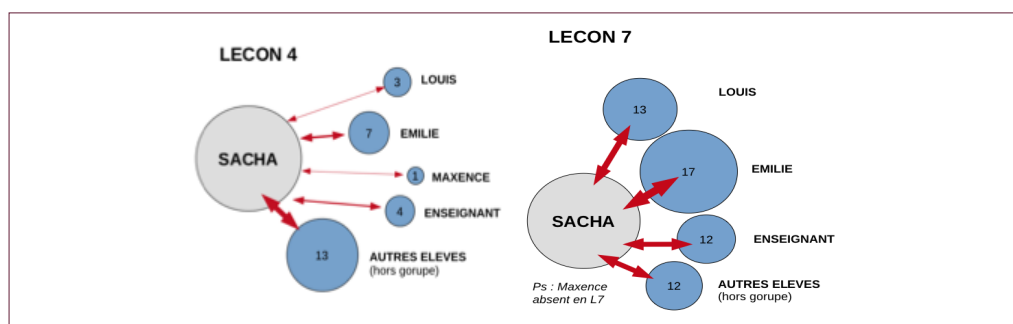 LECON 4
3
LOUIS
7
EMILIE
SACHA
1
MAXENCE
4
ENSEIGNANT
13
AUTRES ELEVES
(hors gorupe)
LECON 7
LOUIS
13
17
EMILIE
SACHA
12
ENSEIGNANT
12
AUTRES ELEVES
(hors gorupe)
Ps : Maxence
absent en L7